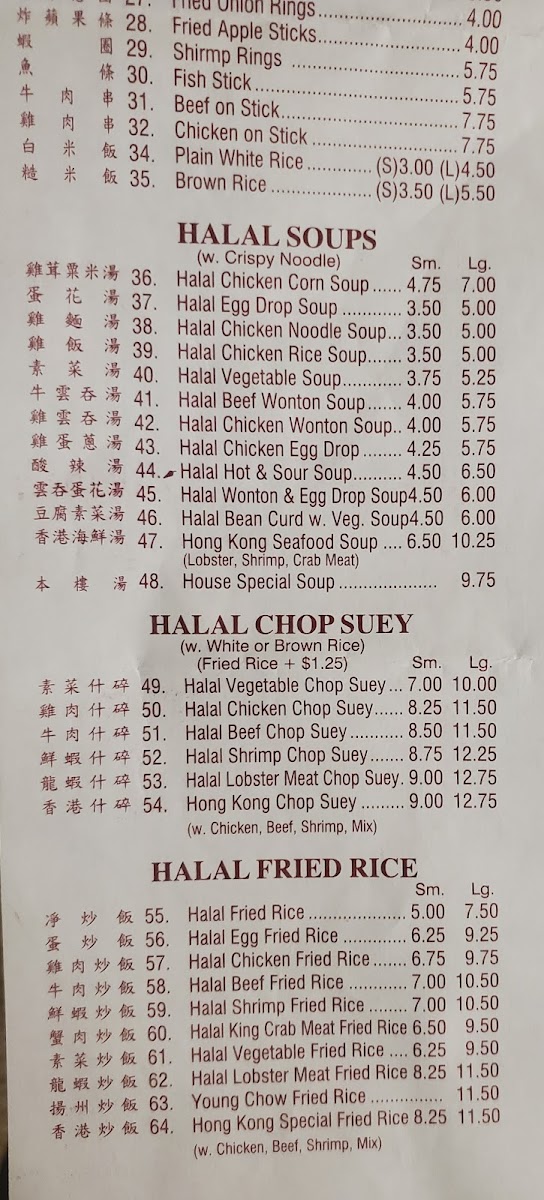 27. Fried Onion Rings 4.00
炸蘋果條 28. Fried Apple Sticks 4.00
蝦圈 29. Shirmp Rings 5.75
魚條 30. Fish Stick 5.75
牛肉串 31. Beef on Stick 7.75
雞肉串 32. Chicken on Stick 7.75
白米飯 34. Plain White Rice (S)3.00 (L)4.50
糙米飯 35. Brown Rice (S)3.50 (L)5.50
HALAL SOUPS
(w. Crispy Noodle) Sm. Lg.
雞茸粟米湯 36. Halal Chicken Corn Soup 4.75 7.00
蛋花湯 37. Halal Egg Drop Soup 3.50 5.00
雞麵湯 38. Halal Chicken Noodle Soup 3.50 5.00
雞飯湯 39. Halal Chicken Rice Soup 3.50 5.00
素菜湯 40. Halal Vegetable Soup 3.75 5.25
牛雲吞湯 41. Halal Beef Wonton Soup 4.00 5.75
雞雲吞湯 42. Halal Chicken Wonton Soup 4.00 5.75
雞蛋蔥湯 43. Halal Chicken Egg Drop 4.25 5.75
酸辣湯 44. Halal Hot & Sour Soup 4.50 6.50
雲吞蛋花湯 45. Halal Wonton & Egg Drop Soup 4.50 6.00
豆腐素菜湯 46. Halal Bean Curd w. Veg. Soup 4.50 6.00
香港海鮮湯 47. Hong Kong Seafood Soup 6.50 10.25
(Lobster, Shrimp, Crab Meat)
本樓湯 48. House Special Soup 9.75
HALAL CHOP SUEY
(w. White or Brown Rice)
(Fried Rice + $1.25) Sm. Lg.
素菜什碎 49. Halal Vegetable Chop Suey 7.00 10.00
雞肉什碎 50. Halal Chicken Chop Suey 8.25 11.50
牛肉什碎 51. Halal Beef Chop Suey 8.50 11.50
鮮蝦什碎 52. Halal Shrimp Chop Suey 8.75 12.25
龍蝦什碎 53. Halal Lobster Meat Chop Suey 9.00 12.75
香港什碎 54. Hong Kong Chop Suey 9.00 12.75
(w. Chicken, Beef, Shrimp, Mix)
HALAL FRIED RICE
Sm. Lg.
凈炒飯 55. Halal Fried Rice 5.00 7.50
蛋炒飯 56. Halal Egg Fried Rice 6.25 9.25
雞肉炒飯 57. Halal Chicken Fried Rice 6.75 9.75
牛肉炒飯 58. Halal Beef Fried Rice 7.00 10.50
鮮蝦炒飯 59. Halal Shrimp Fried Rice 7.00 10.50
蟹肉炒飯 60. Halal King Crab Meat Fried Rice 6.50 9.50
素菜炒飯 61. Halal Vegetable Fried Rice 6.25 9.50
龍蝦炒飯 62. Halal Lobster Meat Fried Rice 8.25 11.50
揚州炒飯 63. Young Chow Fried Rice 11.50
香港炒飯 64. Hong Kong Special Fried Rice 8.25 11.50
(w. Chicken, Beef, Shrimp, Mix)